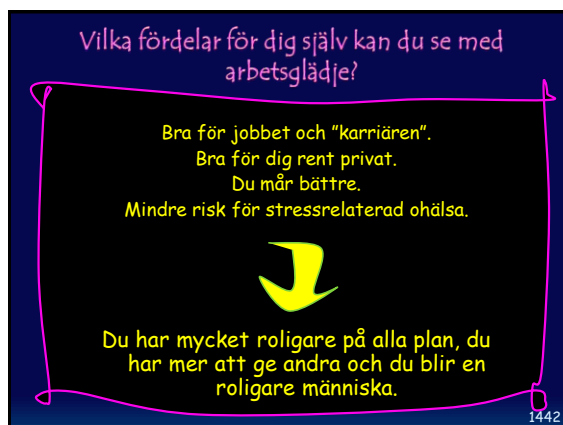 Vilka fördelar för dig själv kan du se med
arbetsglädje?
Bra för jobbet och ”karriären”.
Bra för dig rent privat.
Du mår bättre.
Mindre risk för stressrelaterad ohälsa.
Du har mycket roligare på alla plan, du
har mer att ge andra och du blir en
roligare människa.
1442